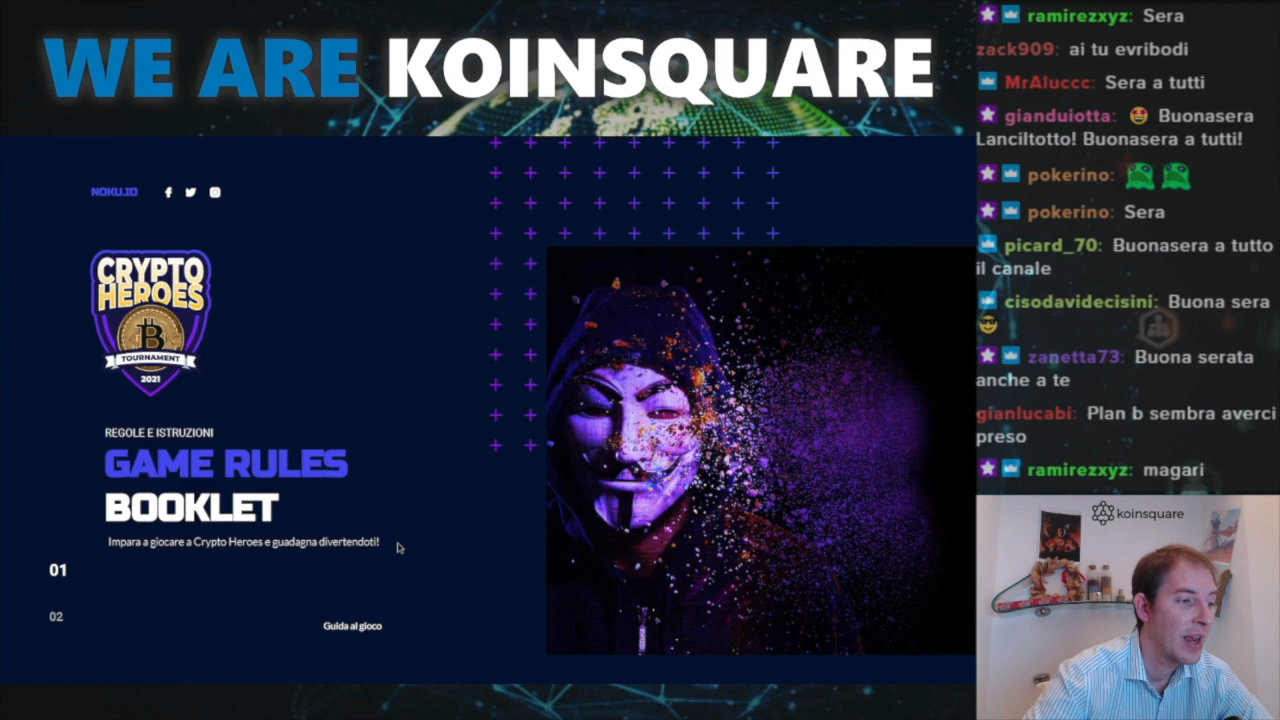 WE ARE KOINSQUARE
NOKU.IO
CRYPTO
HEROES
TOURNAMENT
2021
REGOLE E ISTRUZIONI
GAME RULES
BOOKLET
Impara a giocare a Crypto Heroes e guadagna divertendoti!
01
02
Guida al gioco
ramirezxyz: Sera
zack909: ai tu evribodi
MrAluccc: Sera a tutti
gianduiotta: 🤩 Buonasera
Lanciltotto! Buonasera a tutti!
pokerino:
pokerino: Sera
picard_70: Buonasera a tutto
il canale
cisodavidecisini: Buona sera
😎
zanetta73: Buona serata
anche a te
gianlucabi: Plan b sembra averci
preso
ramirezxyz: magari
koinsquare